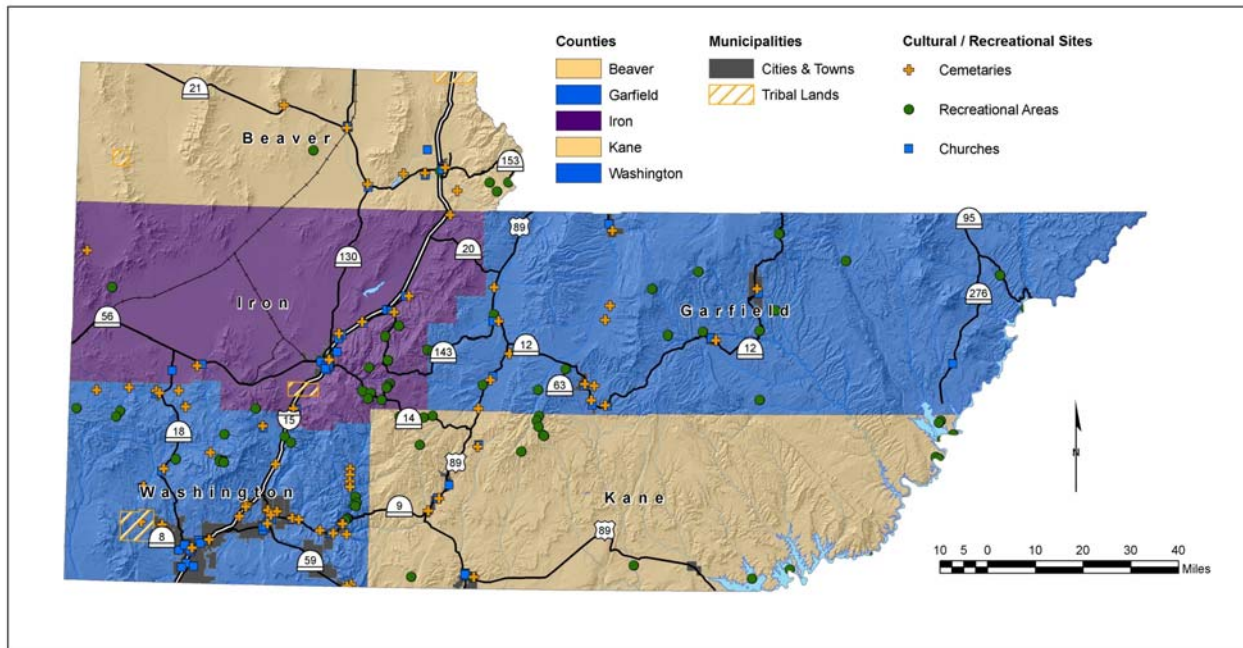 Counties
Beaver
Garfield
Iron
Kane
Washington
Municipalities
Cities & Towns
Tribal Lands
Cultural / Recreational Sites
Cemetaries
Recreational Areas
Churches
21
Beaver
153
89
95
130
20
Iron
276
56
Garfield
143
12
12
63
15
14
18
89
Washington
Kane
9
8
59
89
N
10 5 0 10 20 30 40
Miles